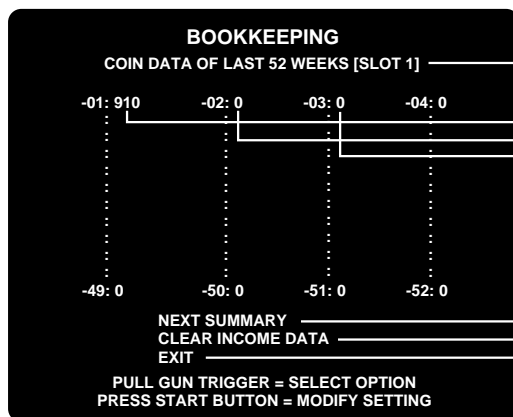 BOOKKEEPING
COIN DATA OF LAST 52 WEEKS [SLOT 1]
-01: 910 -02: 0 -03: 0 -04: 0
-49: 0 -50: 0 -51: 0 -52: 0
NEXT SUMMARY
CLEAR INCOME DATA
EXIT
PULL GUN TRIGGER = SELECT OPTION
PRESS START BUTTON = MODIFY SETTING